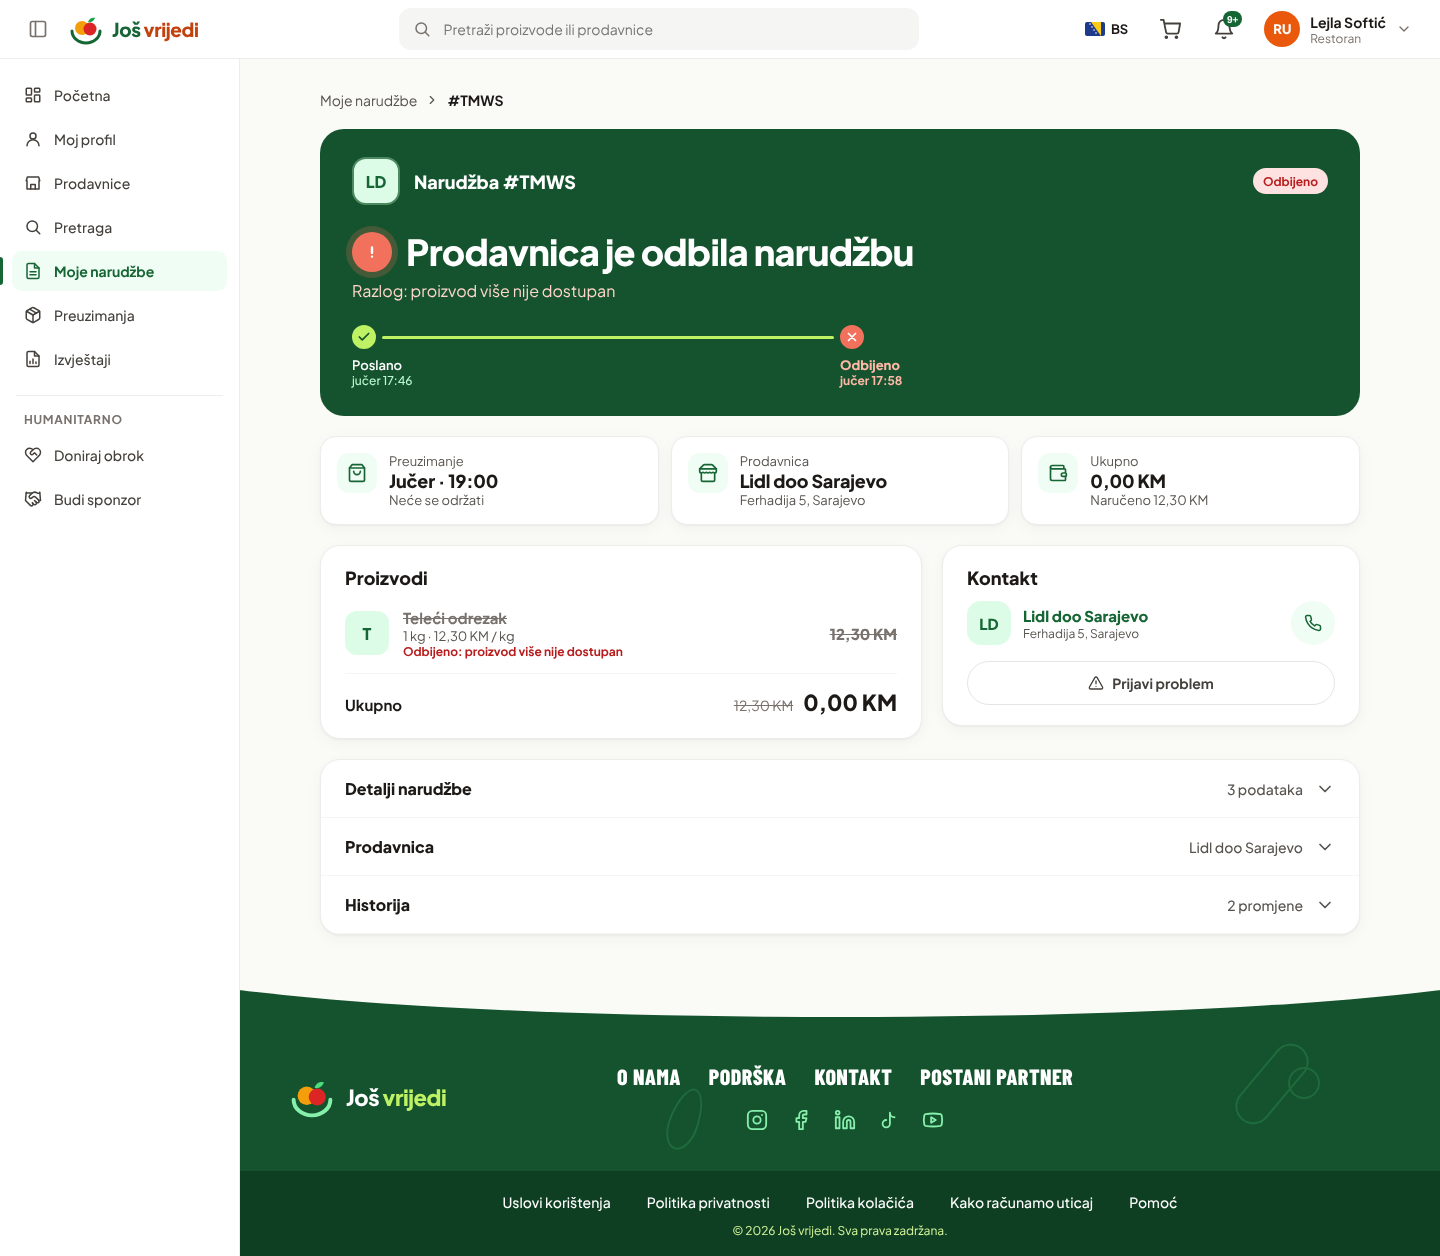 Još vrijedi
Pretraži proizvode ili prodavnice
BS
9+
RU
Lejla Softić
Restoran
Početna
Moj profil
Prodavnice
Pretraga
Moje narudžbe
Preuzimanja
Izvještaji
HUMANITARNO
Doniraj obrok
Budi sponzor
Moje narudžbe
#TMWS
LD
Narudžba #TMWS
Odbijeno
!
Prodavnica je odbila narudžbu
Razlog: proizvod više nije dostupan
Poslano
jučer 17:46
Odbijeno
jučer 17:58
Preuzimanje
Jučer · 19:00
Neće se održati
Prodavnica
Lidl doo Sarajevo
Ferhadija 5, Sarajevo
Ukupno
0,00 KM
Naručeno 12,30 KM
Proizvodi
T
Teleći odrezak
1 kg · 12,30 KM / kg
Odbijeno: proizvod više nije dostupan
12,30 KM
Ukupno
12,30 KM 0,00 KM
Kontakt
LD
Lidl doo Sarajevo
Ferhadija 5, Sarajevo
Prijavi problem
Detalji narudžbe
3 podataka
Prodavnica
Lidl doo Sarajevo
Historija
2 promjene
Još vrijedi
O NAMA PODRŠKA KONTAKT POSTANI PARTNER
Uslovi korištenja Politika privatnosti Politika kolačića Kako računamo uticaj Pomoć
© 2026 Još vrijedi. Sva prava zadržana.